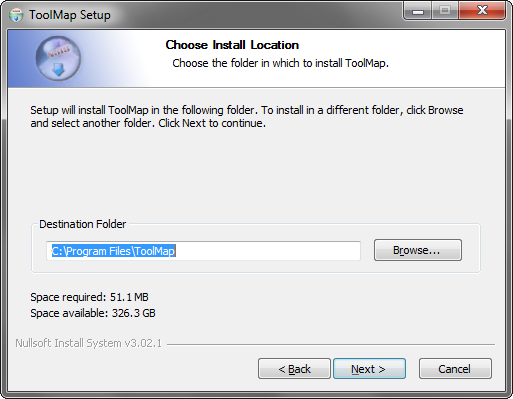 ToolMap Setup
Choose Install Location
Choose the folder in which to install ToolMap.
Setup will install ToolMap in the following folder. To install in a different folder, click Browse
and select another folder. Click Next to continue.
Destination Folder
C:\Program Files\ToolMap
Browse...
Space required: 51.1 MB
Space available: 326.3 GB
Nullsoft Install System v3.02.1
< Back
Next >
Cancel